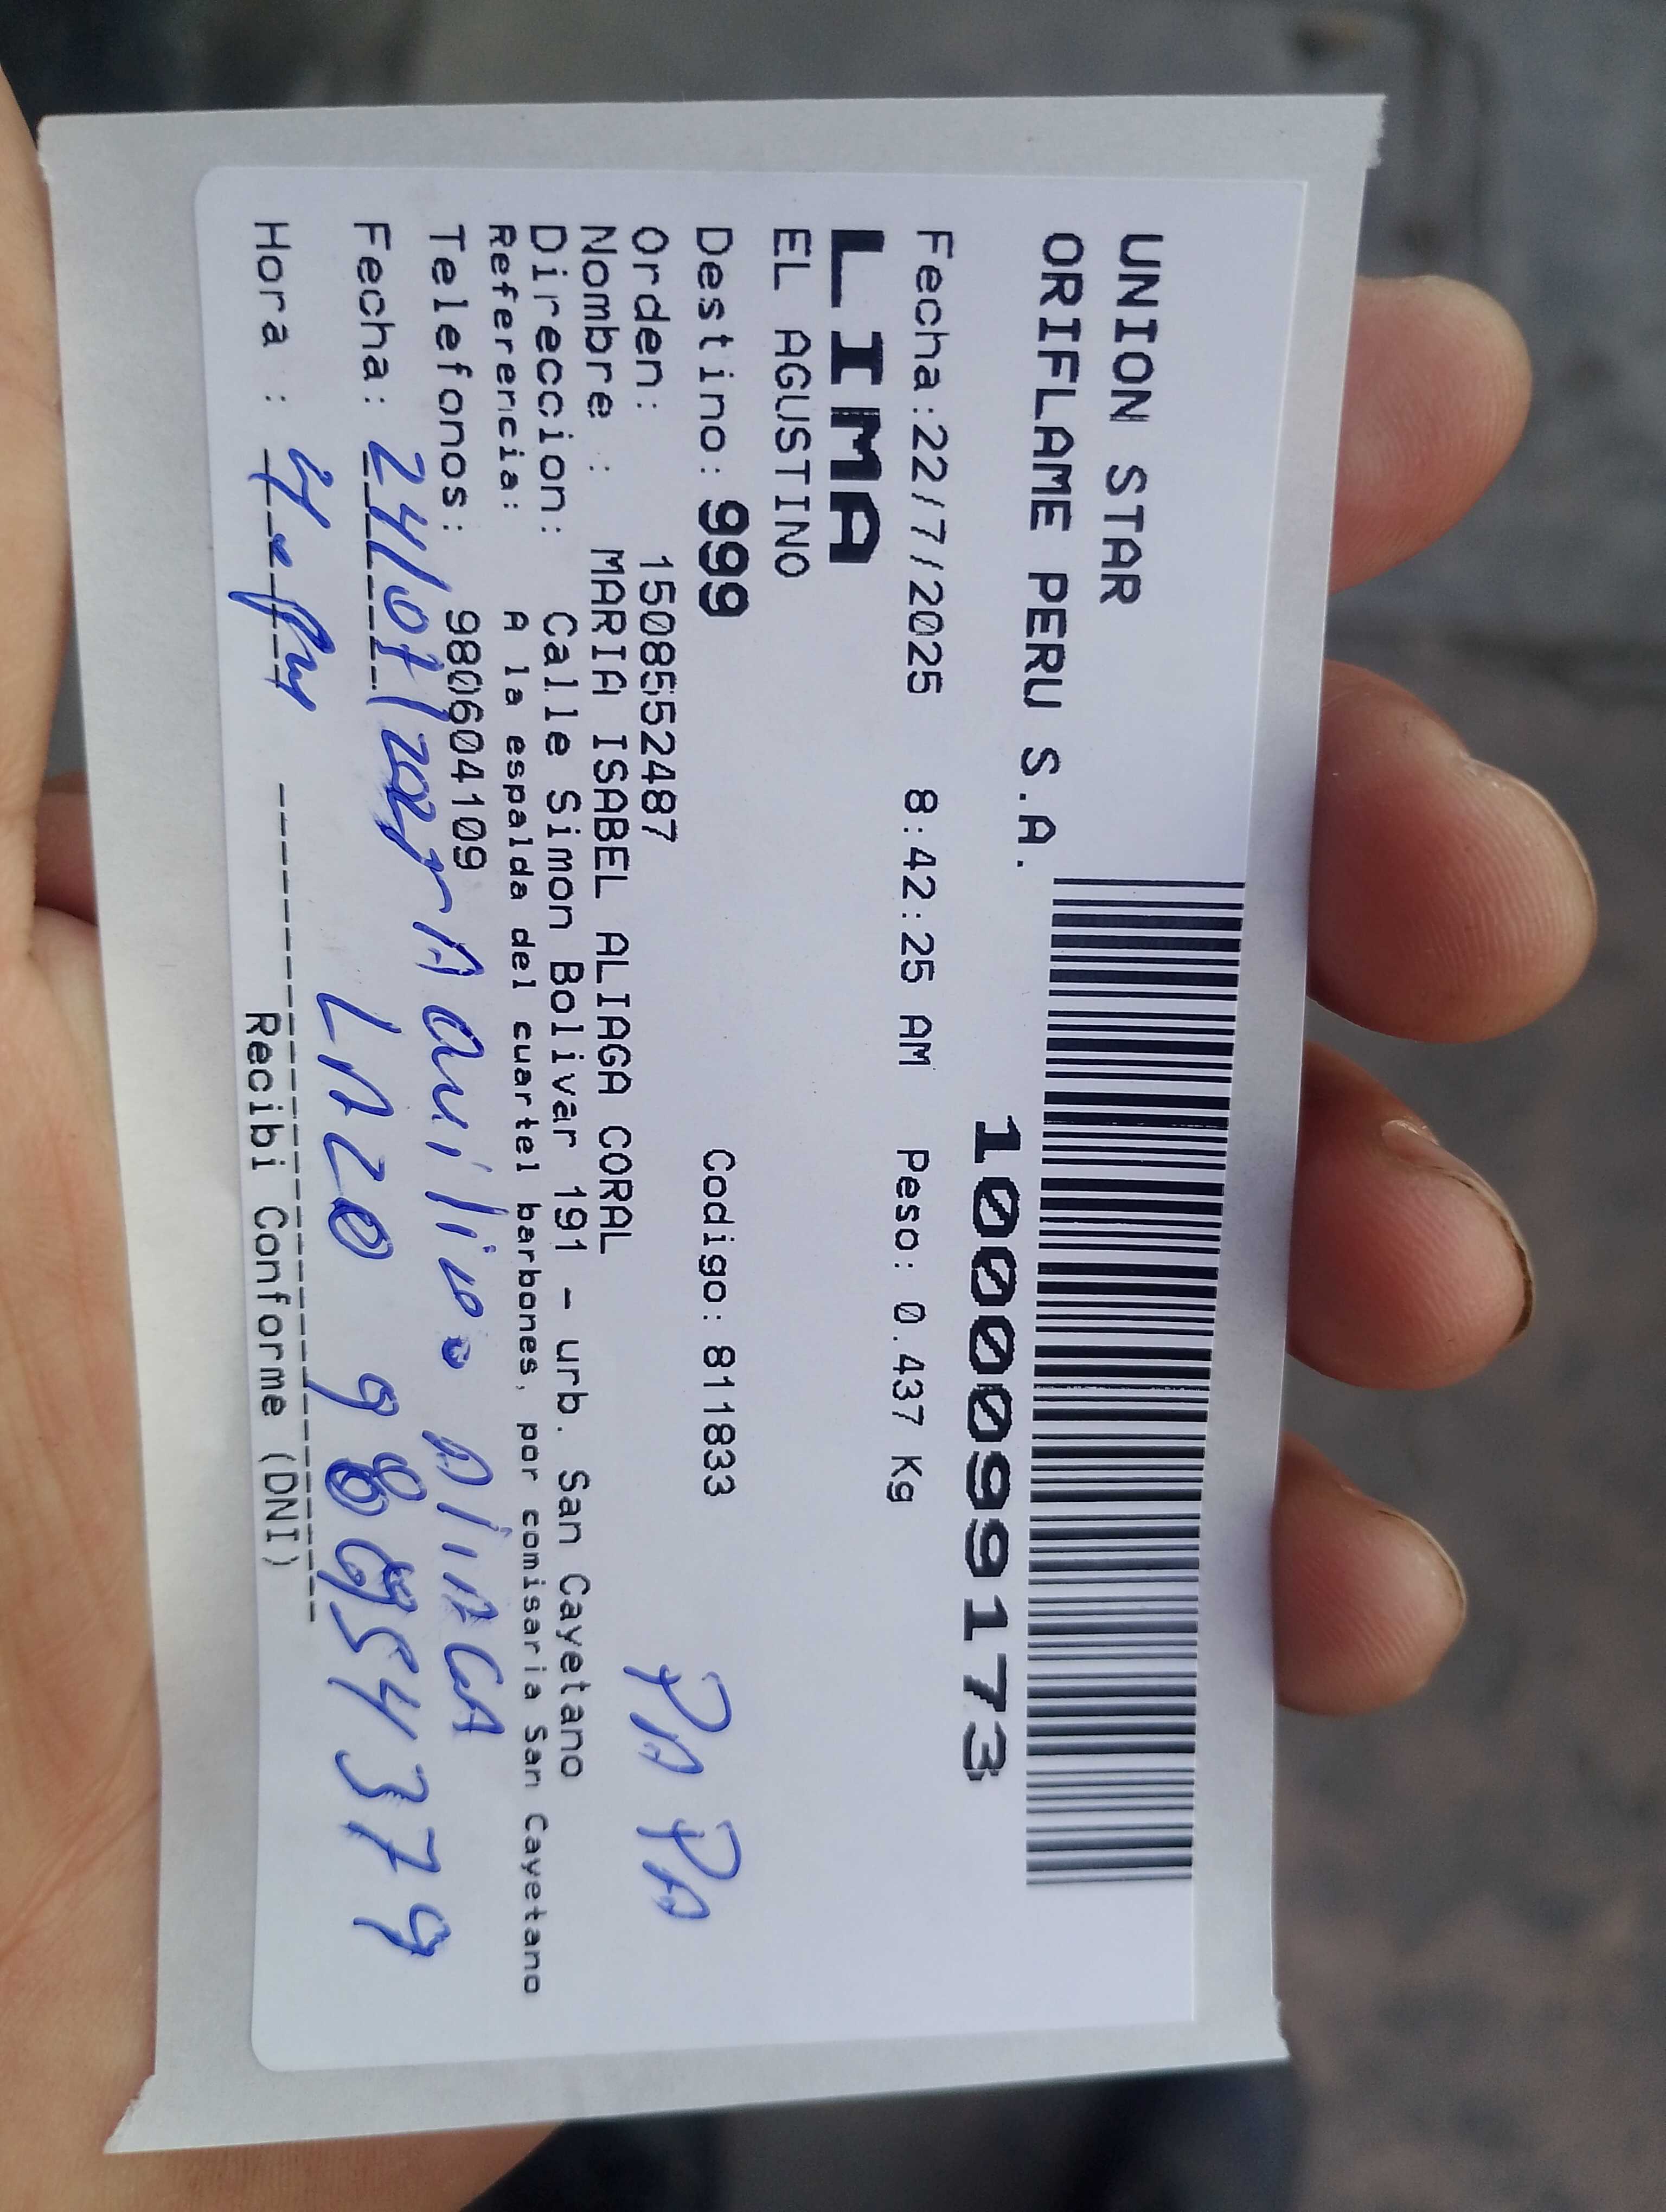 UNION STAR
ORIFLAME PERU S.A.
10000099173
Fecha:22/7/2025 8:42:25 AM Peso: 0.437 Kg
LIMA
EL AGUSTINO
Destino: 999 Codigo: 811833
PAPA
Orden: 1508552487
Nombre : MARIA ISABEL ALIAGA CORAL
Direccion: Calle Simon Bolivar 191 - urb. San Cayetano
Referencia: A la espalda del cuartel barbones, por comisaria San Cayetano
Telefonos: 980604109
Fecha: 24/07/2025 Aquilino ALIAGA
LAZO
Hora :
Recibi Conforme (DNI)